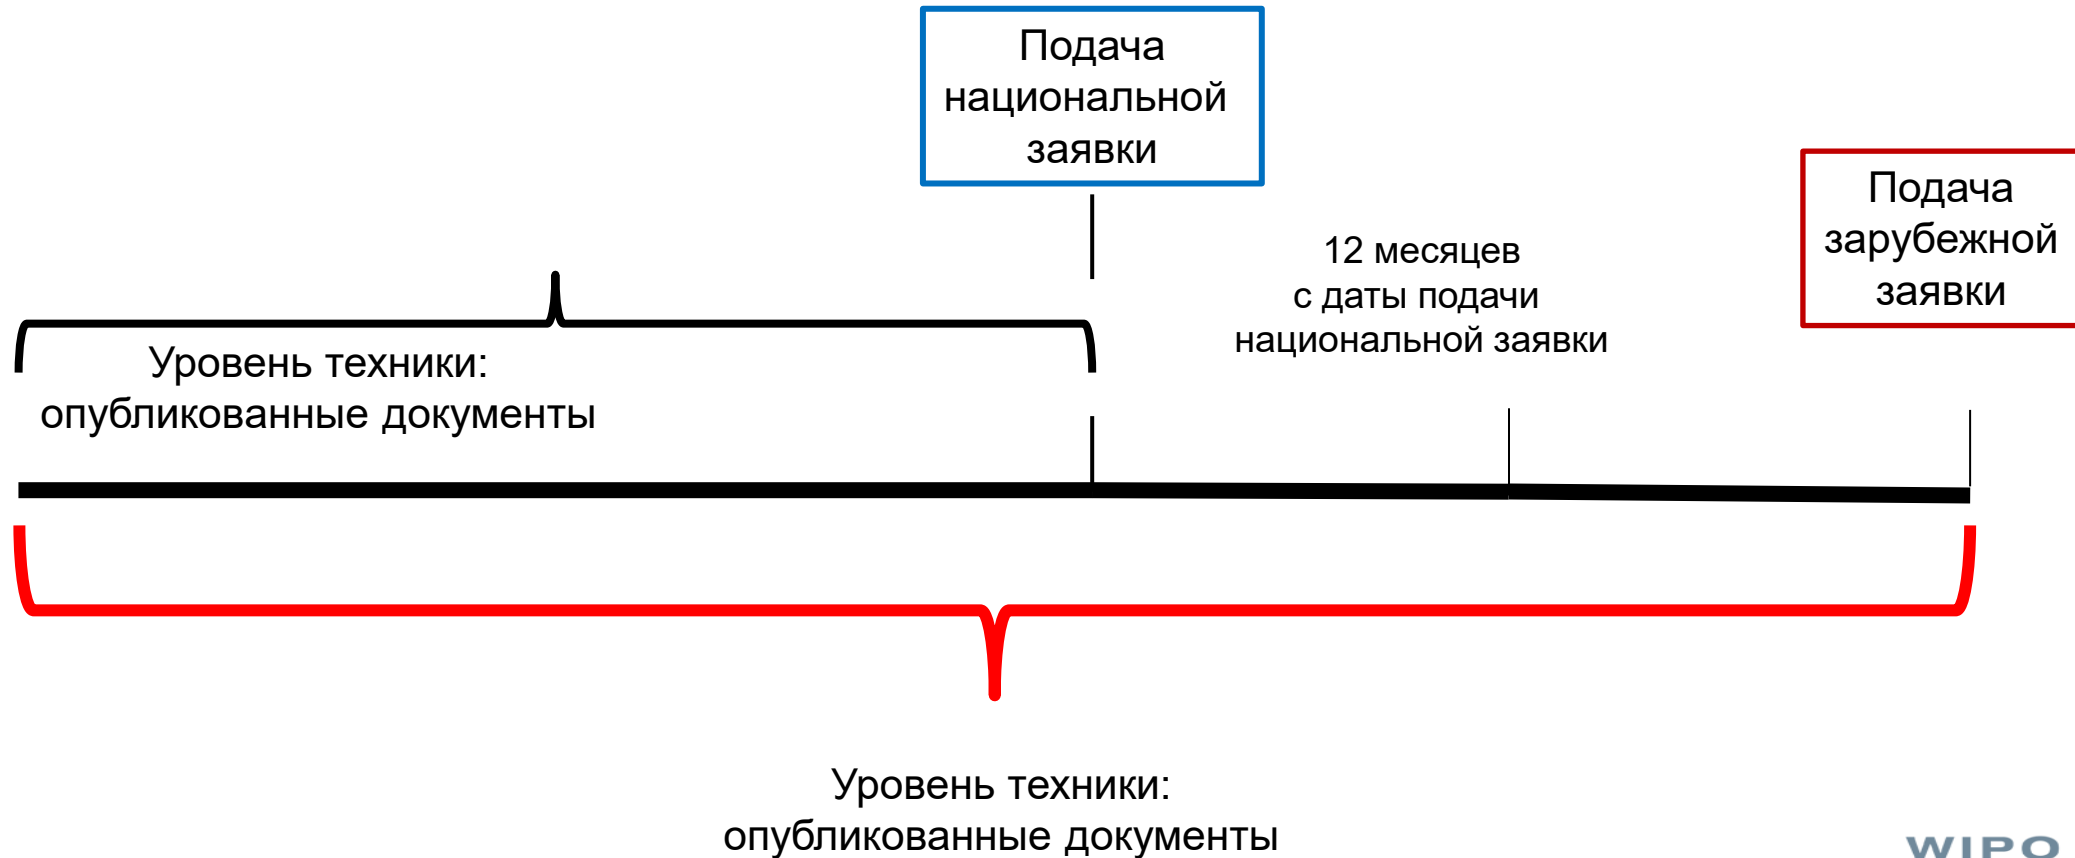 Подача
национальной
заявки
Подача
зарубежной
заявки
12 месяцев
с даты подачи
национальной заявки
Уровень техники:
опубликованные документы
Уровень техники:
опубликованные документы
WIPO